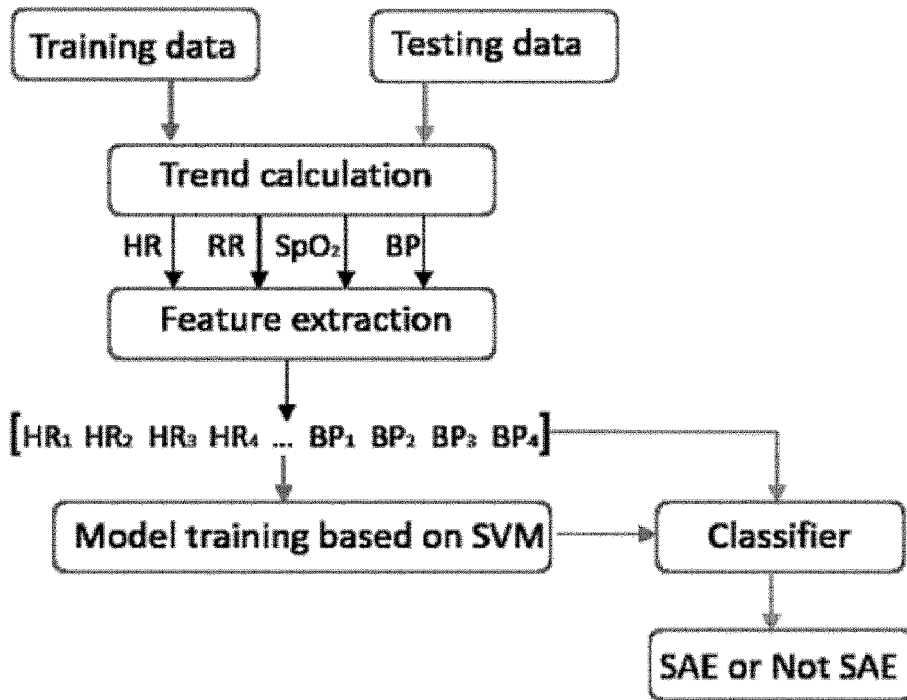 Training data
Testing data
Trend calculation
HR RR SpO₂ BP
Feature extraction
[HR₁ HR₂ HR₃ HR₄ ... BP₁ BP₂ BP₃ BP₄]
Model training based on SVM
Classifier
SAE or Not SAE